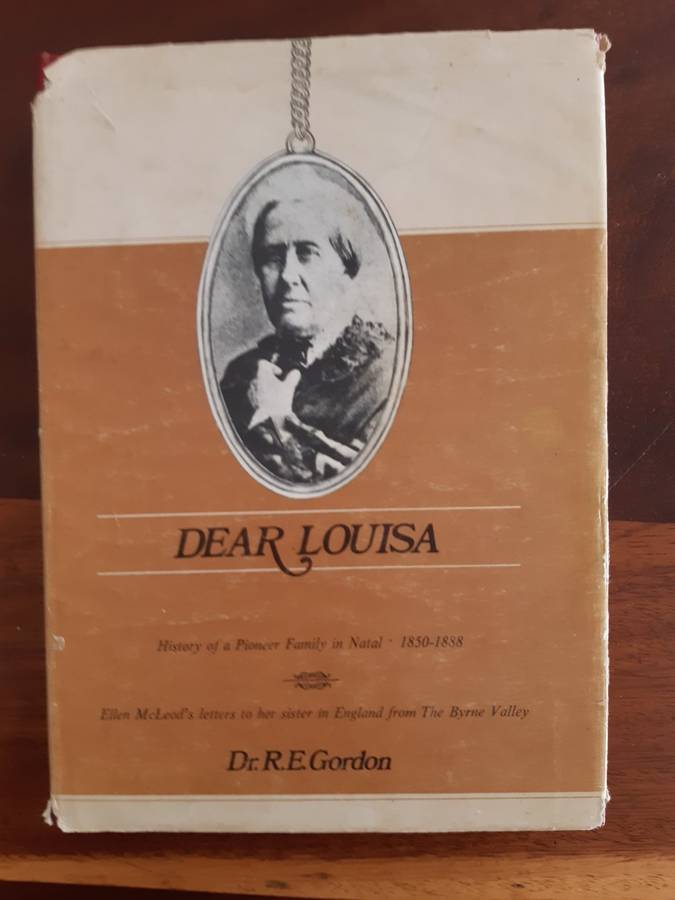 DEAR LOUISA
History of a Pioneer Family in Natal · 1850-1888
Ellen McLeod's letters to her sister in England from The Byrne Valley
Dr. R.E. Gordon